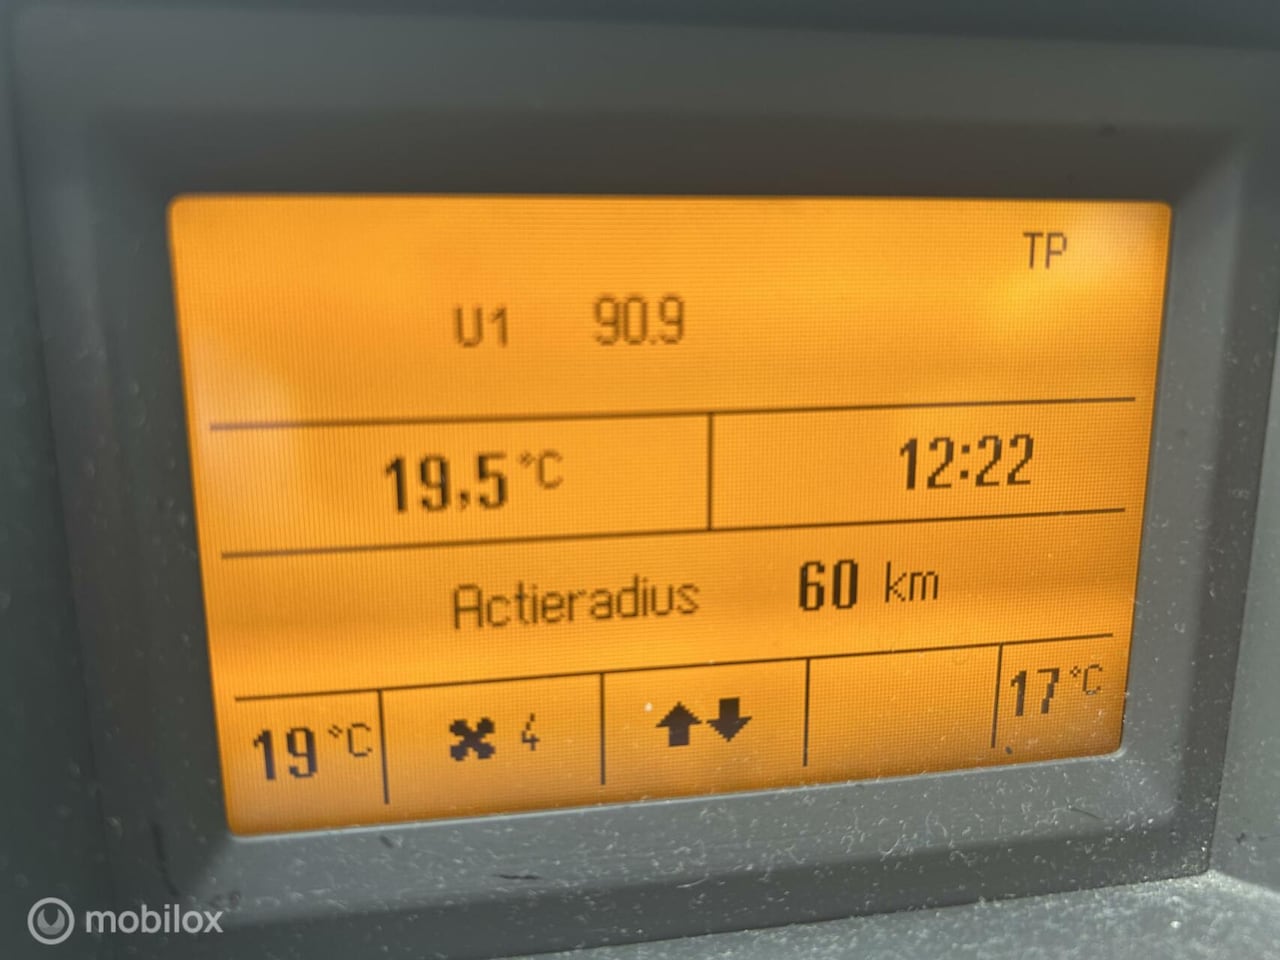 TP
U1 90.9
19,5 °C 12:22
Actieradius 60 km
19 °C 4 17 °C
mobilox